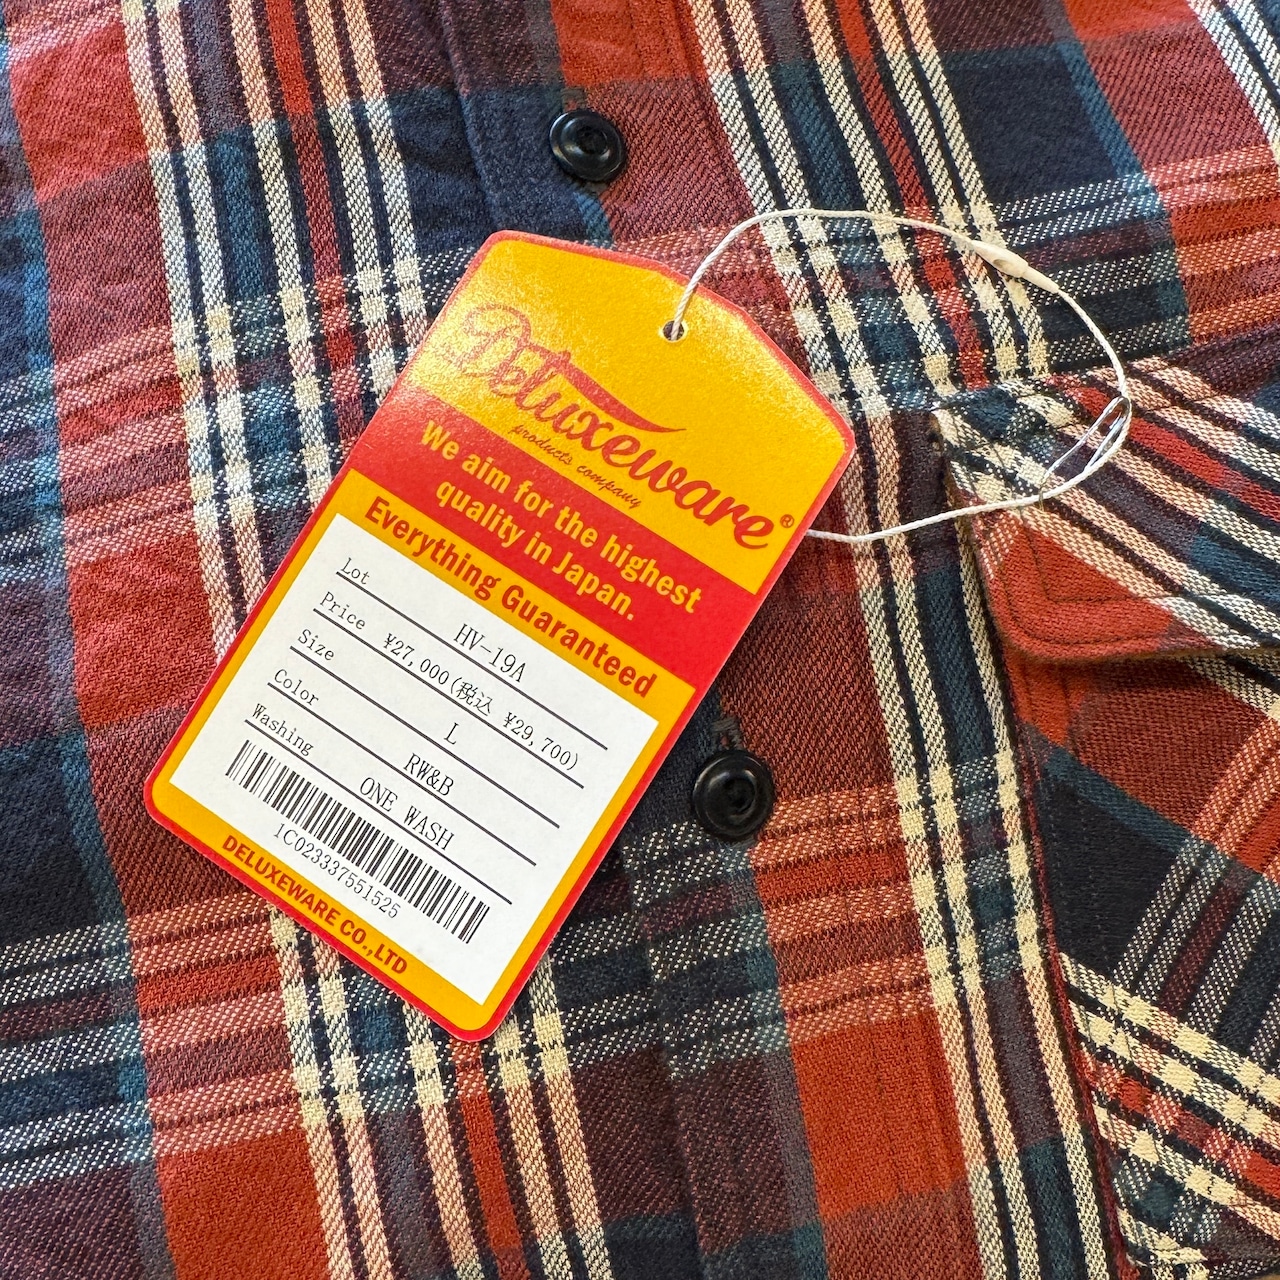 Deluxeware®
products company
We aim for the highest
quality in Japan.
Everything Guaranteed
Lot HV-19A
Price ¥27,000(税込 ¥29,700)
Size L
Color RW&B
Washing ONE WASH
1C023337551525
DELUXEWARE CO.,LTD